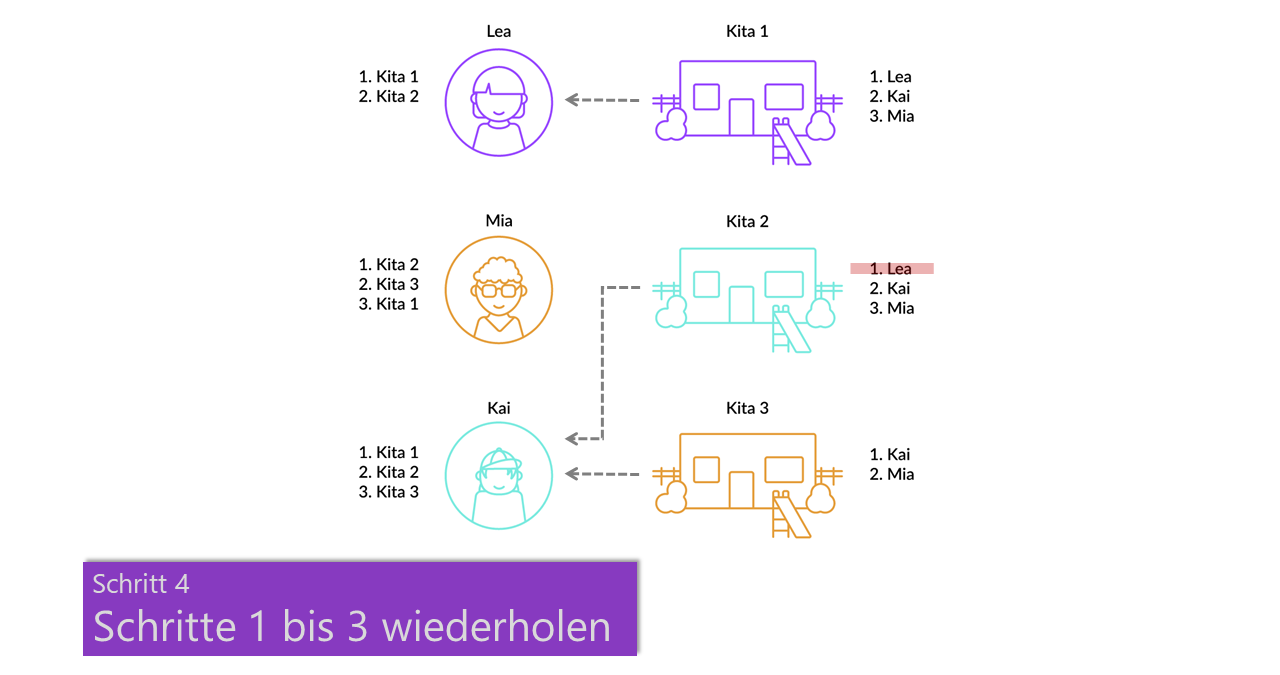 Lea
Kita 1
1. Kita 1
2. Kita 2
1. Lea
2. Kai
3. Mia
Mia
Kita 2
1. Kita 2
2. Kita 3
3. Kita 1
1. Lea
2. Kai
3. Mia
Kai
Kita 3
1. Kita 1
2. Kita 2
3. Kita 3
1. Kai
2. Mia
Schritt 4
Schritte 1 bis 3 wiederholen